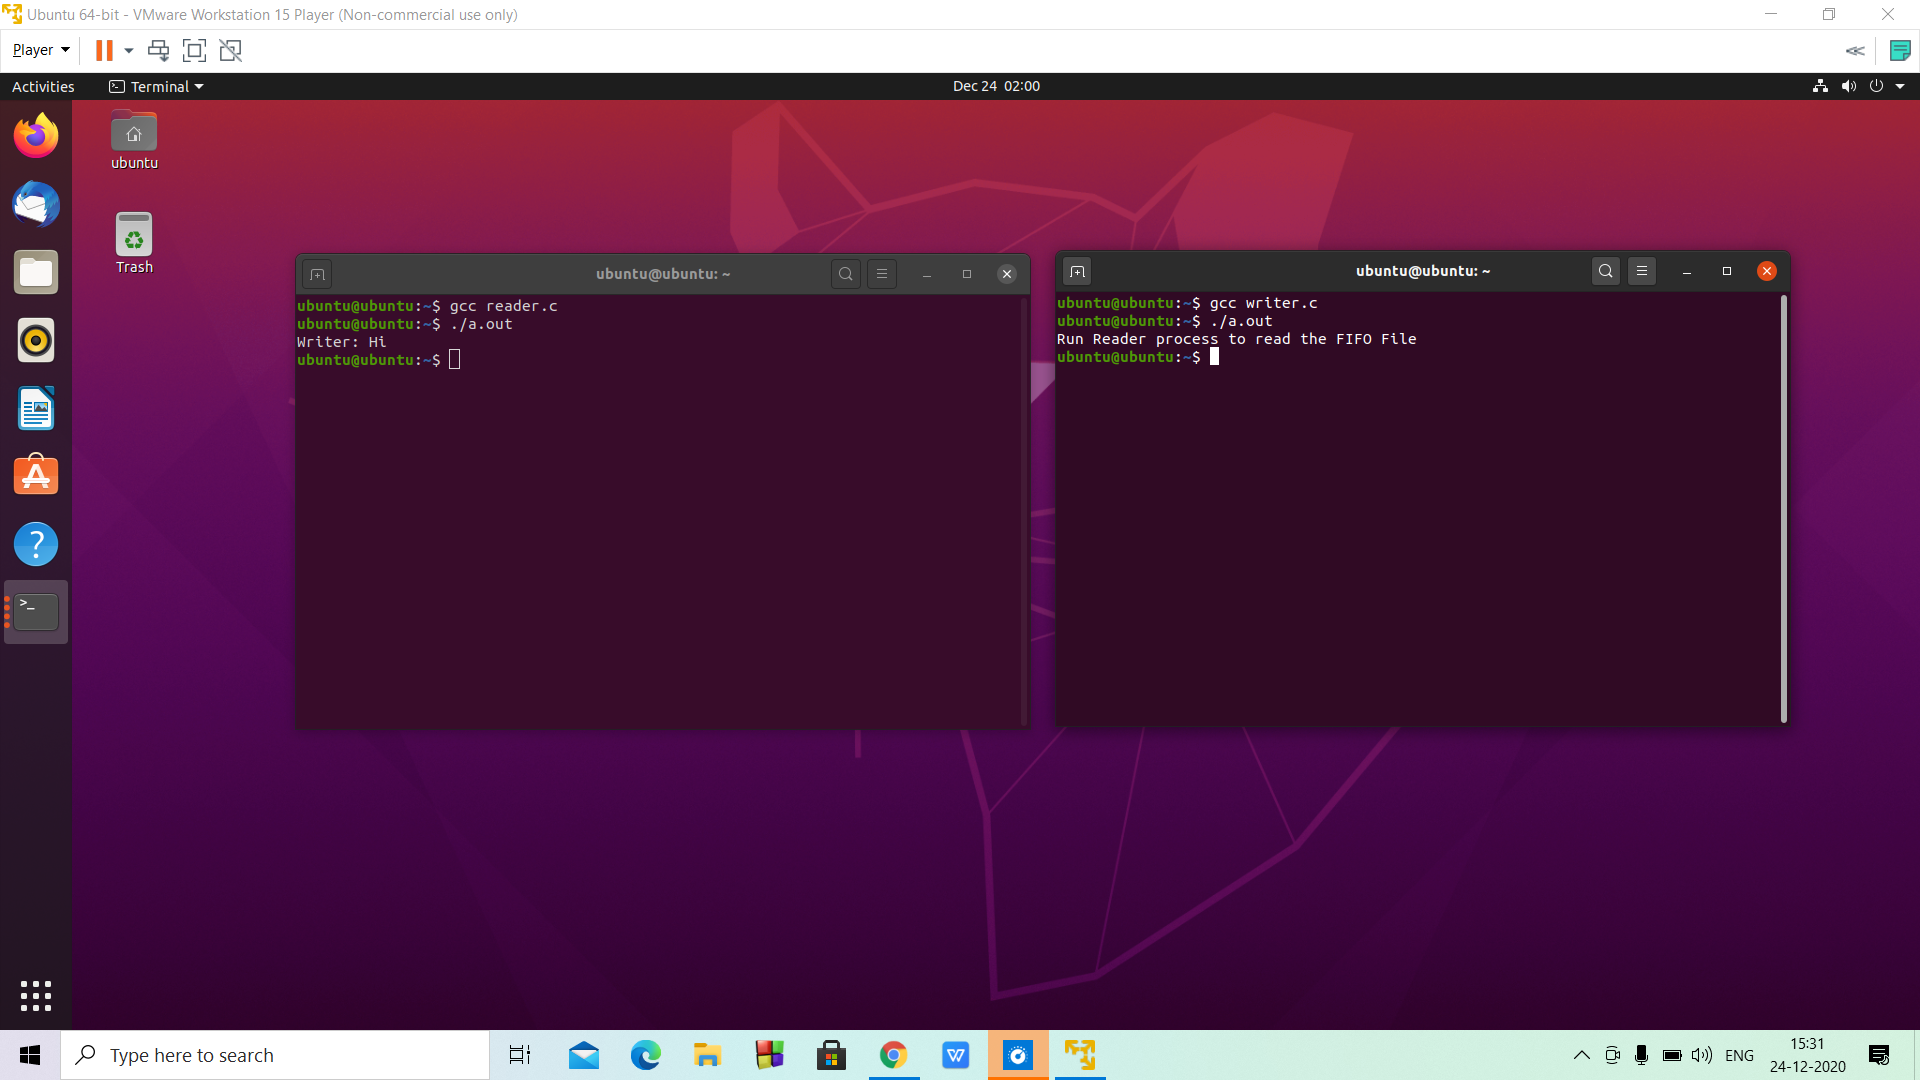 Ubuntu 64-bit - VMware Workstation 15 Player (Non-commercial use only)
Player
Activities
Terminal
Dec 24 02:00
ubuntu
Trash
ubuntu@ubuntu: ~
ubuntu@ubuntu:~$ gcc reader.c
ubuntu@ubuntu:~$ ./a.out
Writer: Hi
ubuntu@ubuntu:~$
ubuntu@ubuntu: ~
ubuntu@ubuntu:~$ gcc writer.c
ubuntu@ubuntu:~$ ./a.out
Run Reader process to read the FIFO File
ubuntu@ubuntu:~$
Type here to search
ENG
15:31
24-12-2020